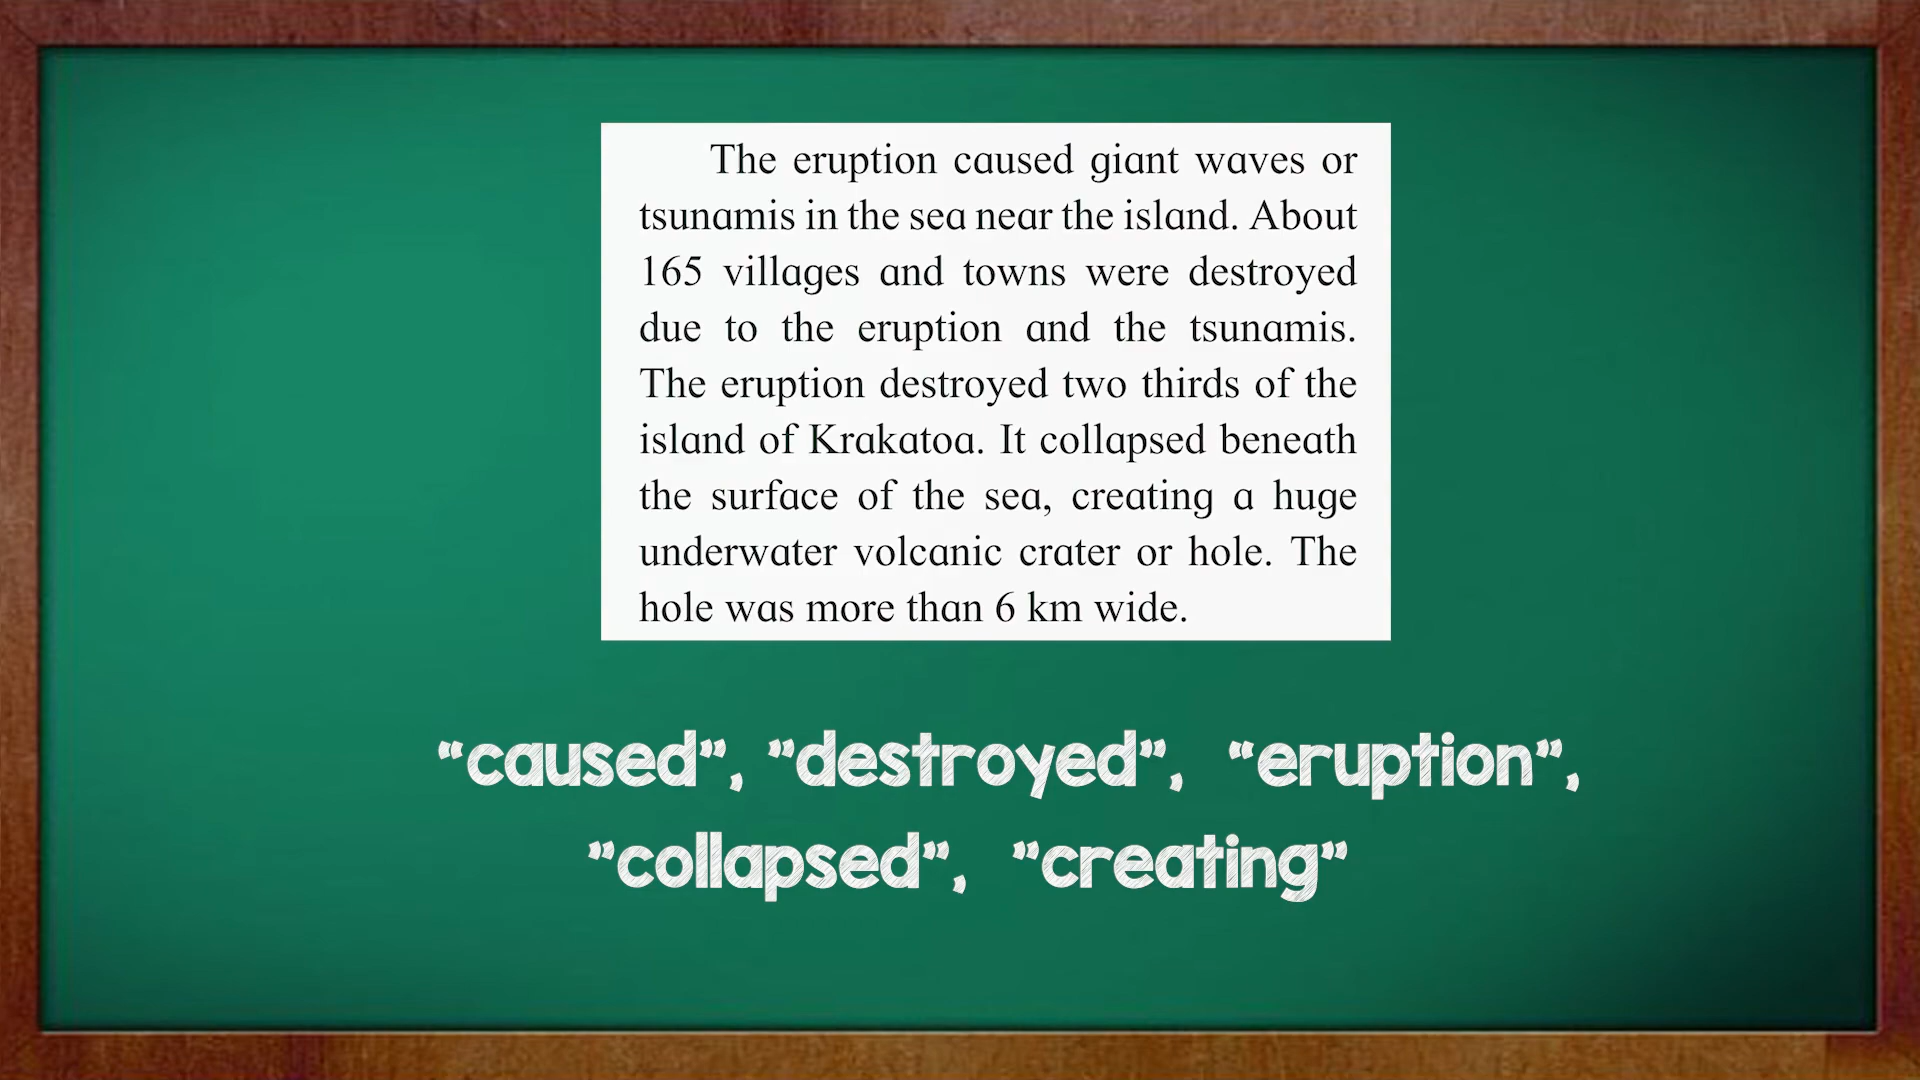 The eruption caused giant waves or
tsunamis in the sea near the island. About
165 villages and towns were destroyed
due to the eruption and the tsunamis.
The eruption destroyed two thirds of the
island of Krakatoa. It collapsed beneath
the surface of the sea, creating a huge
underwater volcanic crater or hole. The
hole was more than 6 km wide.
“caused”, ”destroyed”, “eruption”,
”collapsed”, ”creating”